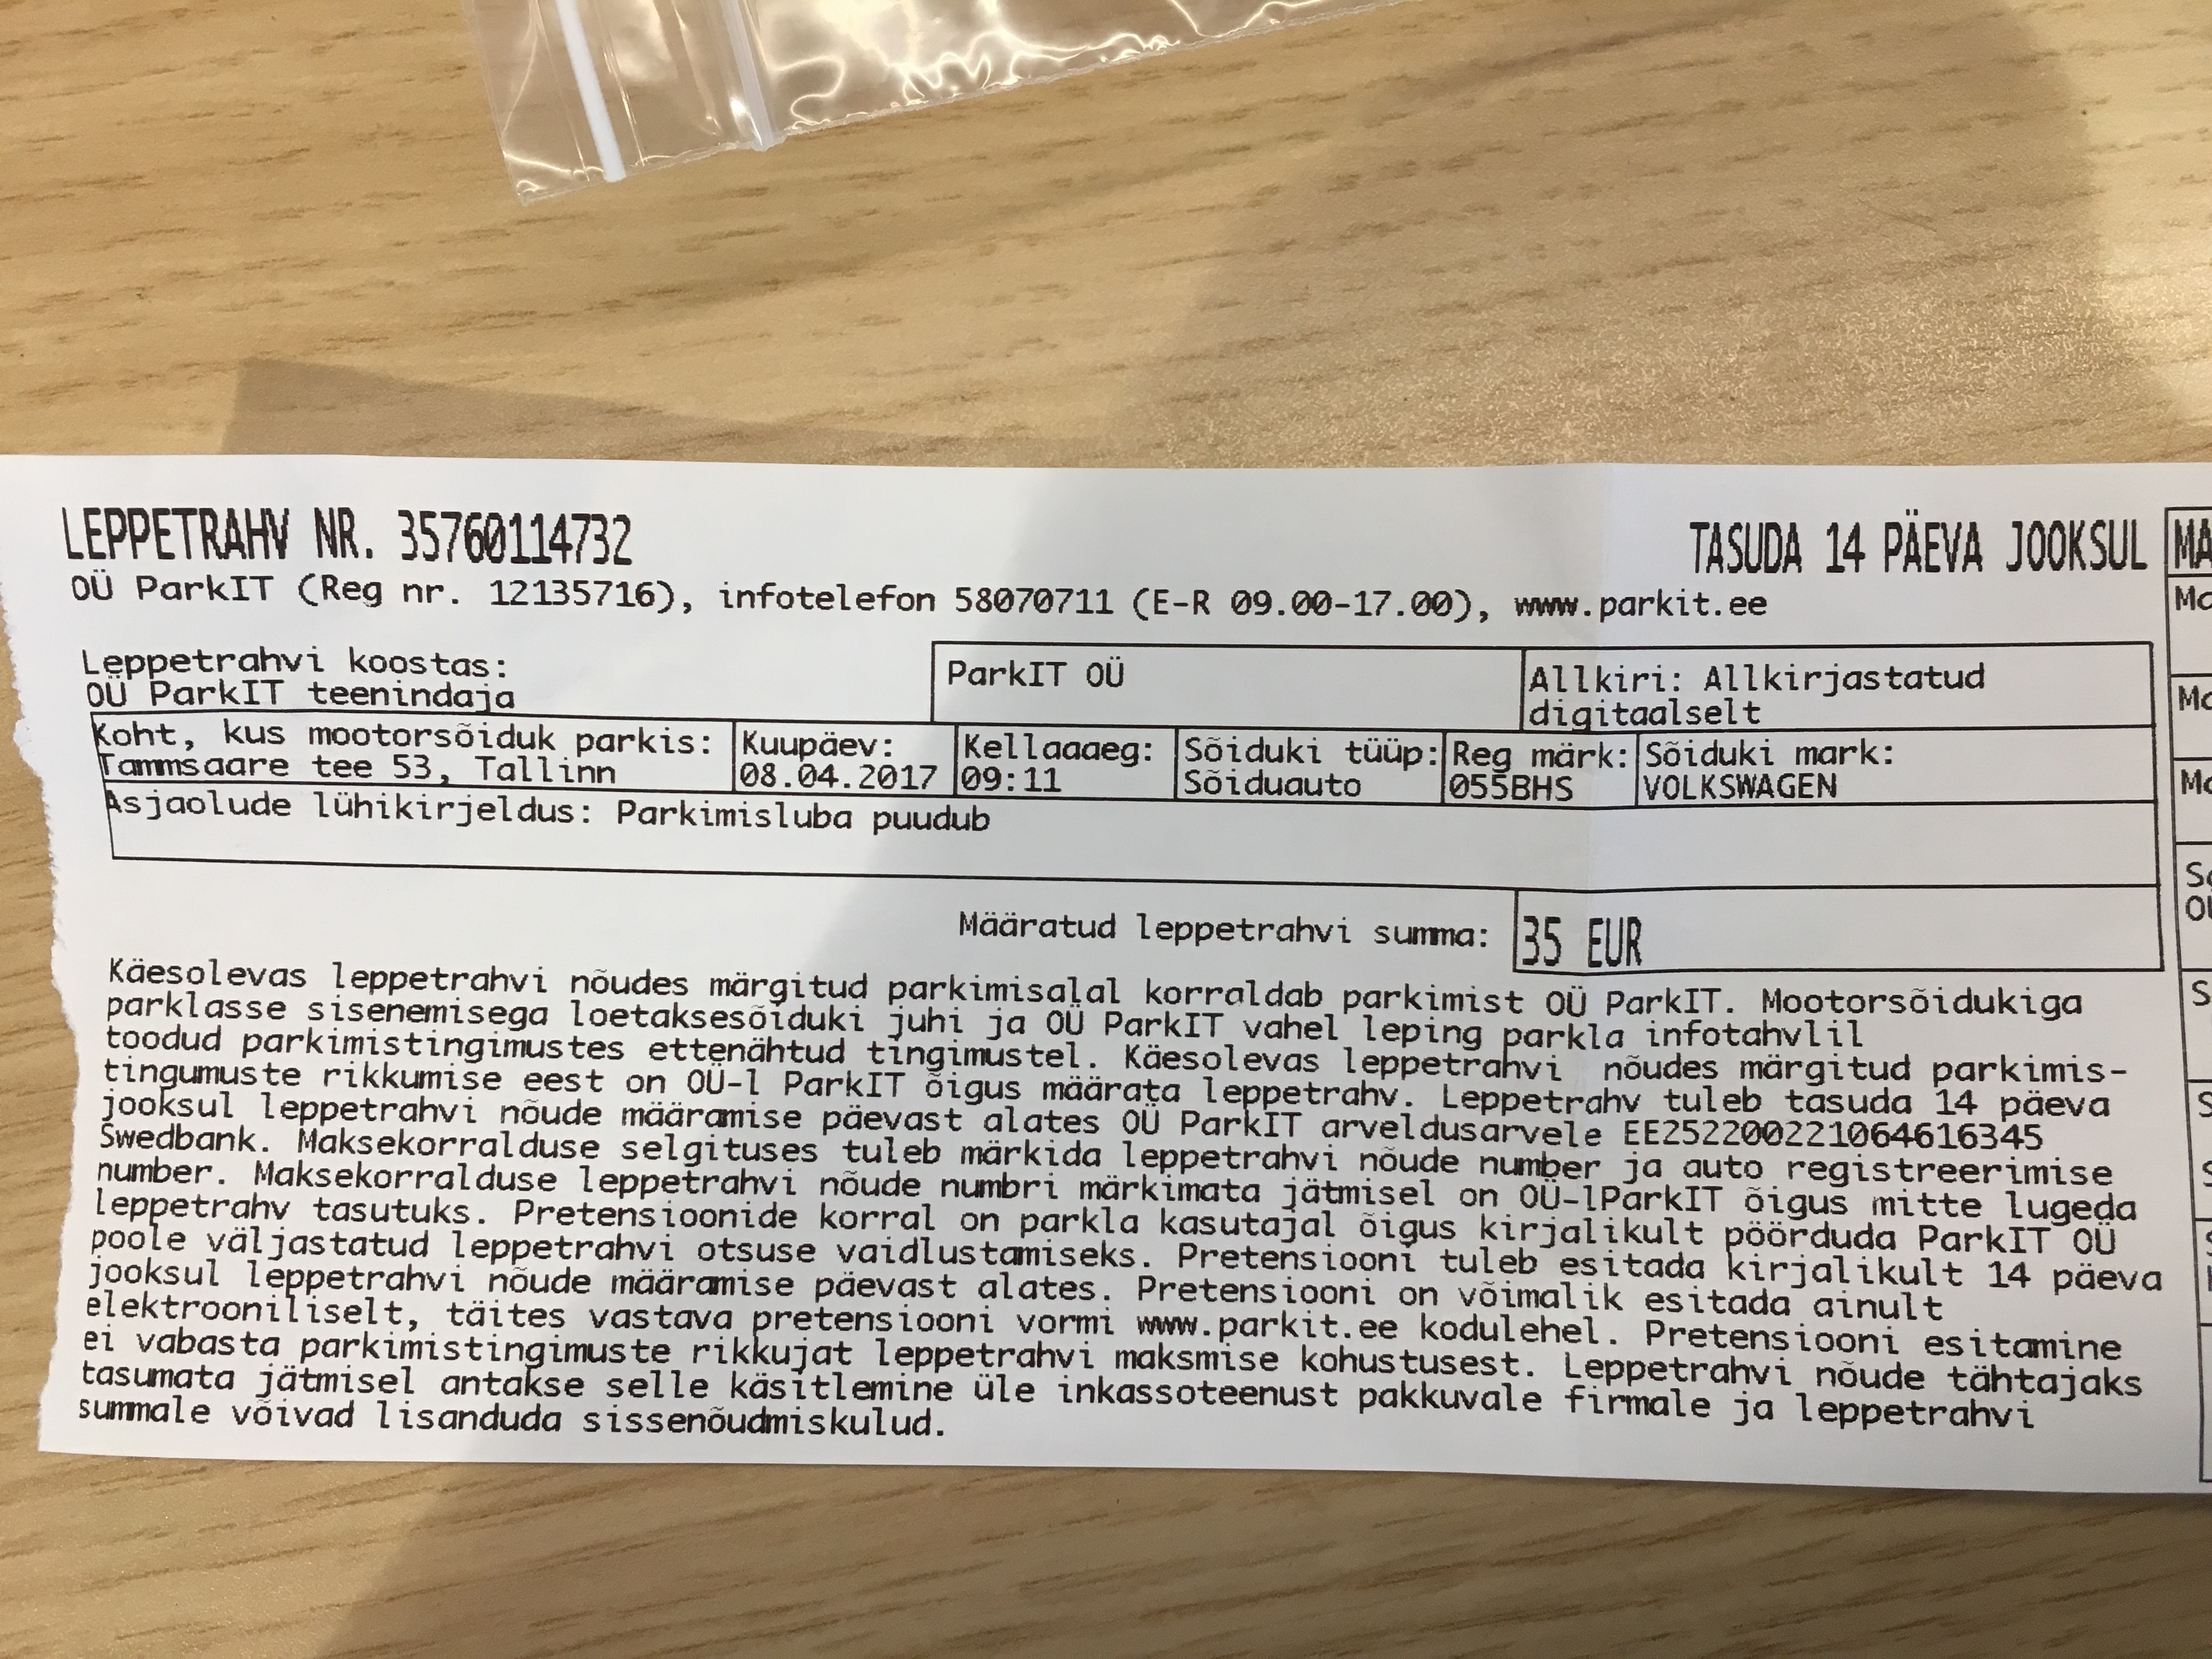 LEPPETRAHV NR. 35760114732
TASUDA 14 PÄEVA JOOKSUL
OÜ ParkIT (Reg nr. 12135716), infotelefon 58070711 (E-R 09.00-17.00), www.parkit.ee
Leppetrahvi koostas:
OÜ ParkIT teenindaja
ParkIT OÜ
Allkiri: Allkirjastatud
digitaalselt
Koht, kus mootorsõiduk parkis:
Tammsaare tee 53, Tallinn
Kuupäev:
08.04.2017
Kellaaaeg:
09:11
Sõiduki tüüp:
Sõiduauto
Reg märk:
055BHS
Sõiduki mark:
VOLKSWAGEN
Asjaolude lühikirjeldus: Parkimisluba puudub
Määratud leppetrahvi summa:
35 EUR
Käesolevas leppetrahvi nõudes märgitud parkimisalal korraldab parkimist OÜ ParkIT. Mootorsõidukiga
parklasse sisenemisega loetaksesõiduki juhi ja OÜ ParkIT vahel leping parkla infotahvlil
toodud parkimistingimustes ettenähtud tingimustel. Käesolevas leppetrahvi nõudes märgitud parkimis-
tingumuste rikkumise eest on OÜ-l ParkIT õigus määrata leppetrahv. Leppetrahv tuleb tasuda 14 päeva
jooksul leppetrahvi nõude määramise päevast alates OÜ ParkIT arveldusarvele EE252200221064616345
Swedbank. Maksekorralduse selgituses tuleb märkida leppetrahvi nõude number ja auto registreerimise
number. Maksekorralduse leppetrahvi nõude numbri märkimata jätmisel on OÜ-lParkIT õigus mitte lugeda
leppetrahv tasutuks. Pretensioonide korral on parkla kasutajal õigus kirjalikult pöörduda ParkIT OÜ
poole väljastatud leppetrahvi otsuse vaidlustamiseks. Pretensiooni tuleb esitada kirjalikult 14 päeva
jooksul leppetrahvi nõude määramise päevast alates. Pretensiooni on võimalik esitada ainult
elektrooniliselt, täites vastava pretensiooni vormi www.parkit.ee kodulehel. Pretensiooni esitamine
ei vabasta parkimistingimuste rikkujat leppetrahvi maksmise kohustusest. Leppetrahvi nõude tähtajaks
tasumata jätmisel antakse selle käsitlemine üle inkassoteenust pakkuvale firmale ja leppetrahvi
summale võivad lisanduda sissenõudmiskulud.